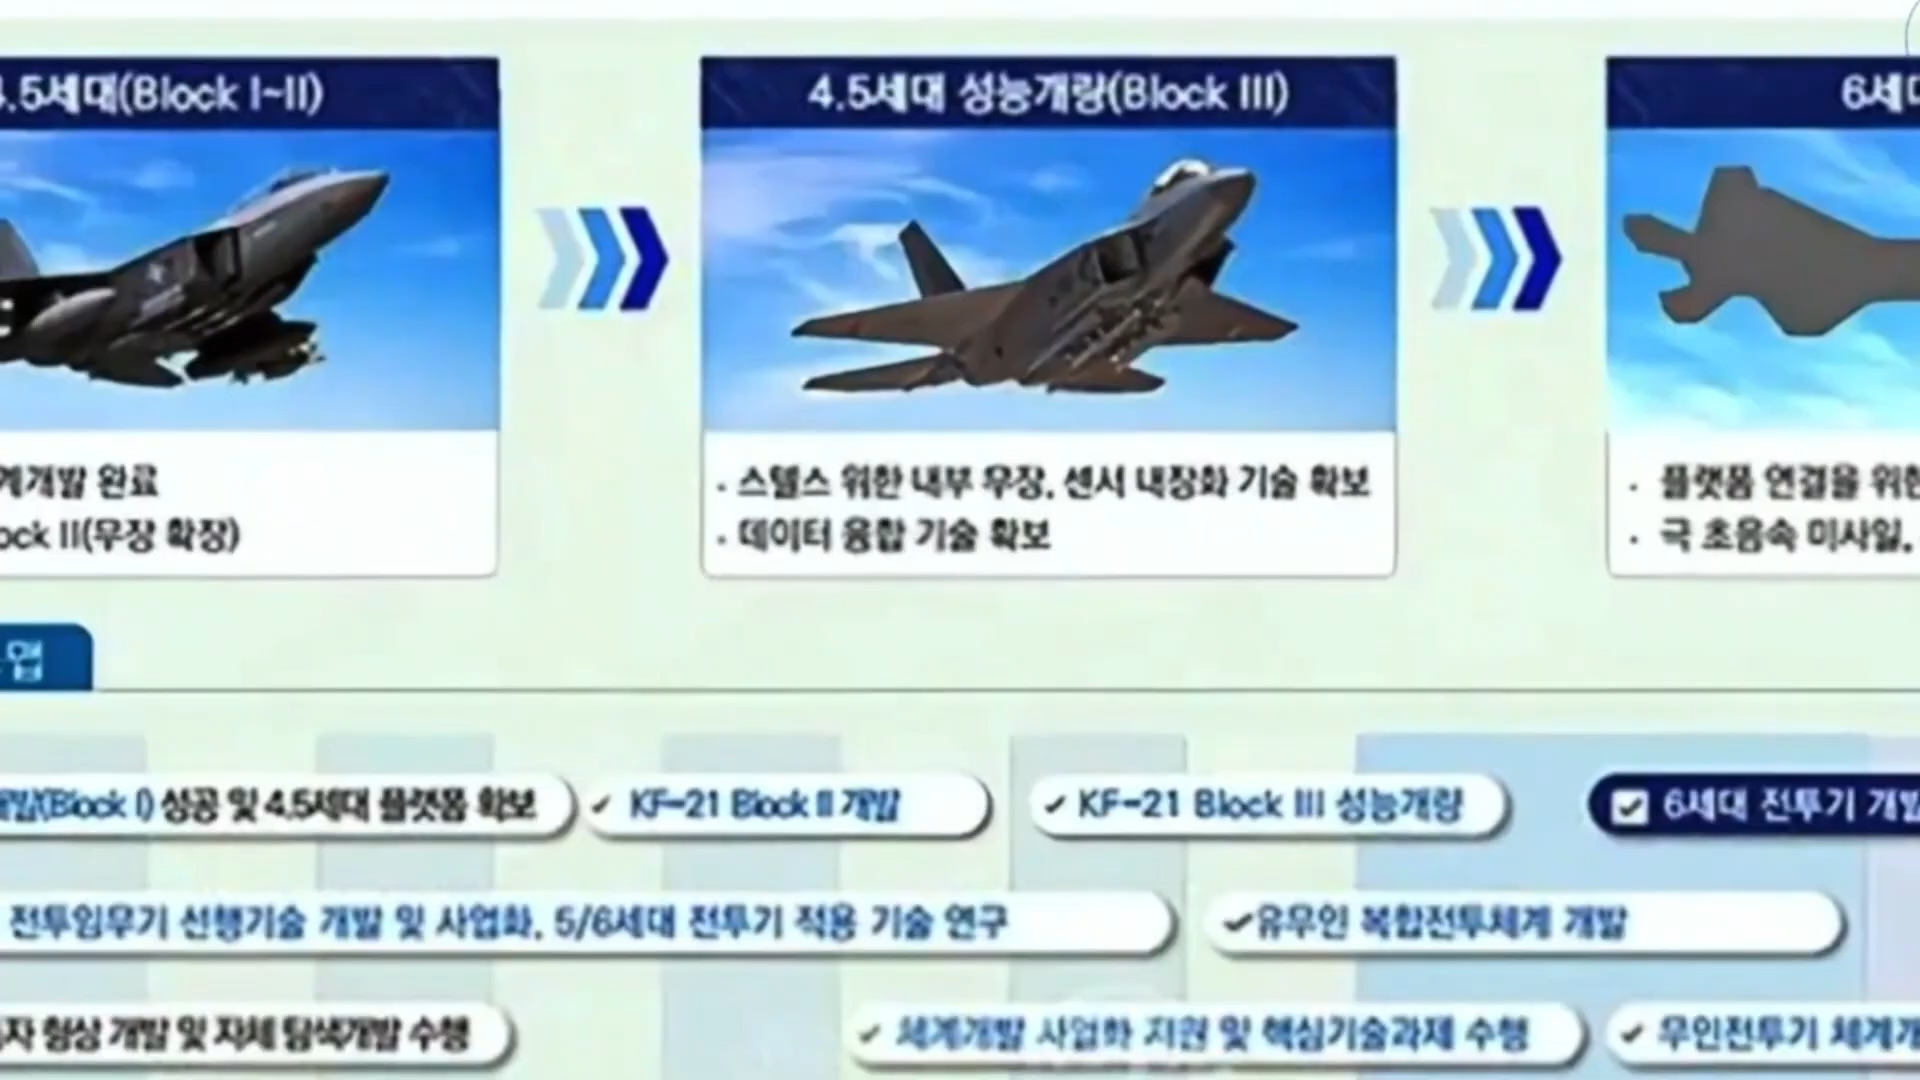 .5세대(Block I~II)
4.5세대 성능개량(Block III)
6세대
계개발 완료
ock II(무장 확장)
· 스텔스 위한 내부 무장, 센서 내장화 기술 확보
· 데이터 융합 기술 확보
· 플랫폼 연결을 위한
· 극 초음속 미사일,
맵
개발(Block I) 성공 및 4.5세대 플랫폼 확보
✓ KF-21 Block II 개발
✓ KF-21 Block III 성능개량
☑ 6세대 전투기 개발
전투임무기 선행기술 개발 및 사업화, 5/6세대 전투기 적용 기술 연구
✓유무인 복합전투체계 개발
형상 개발 및 자체 탐색개발 수행
✓ 체계개발 사업화 지원 및 핵심기술과제 수행
✓ 무인전투기 체계개